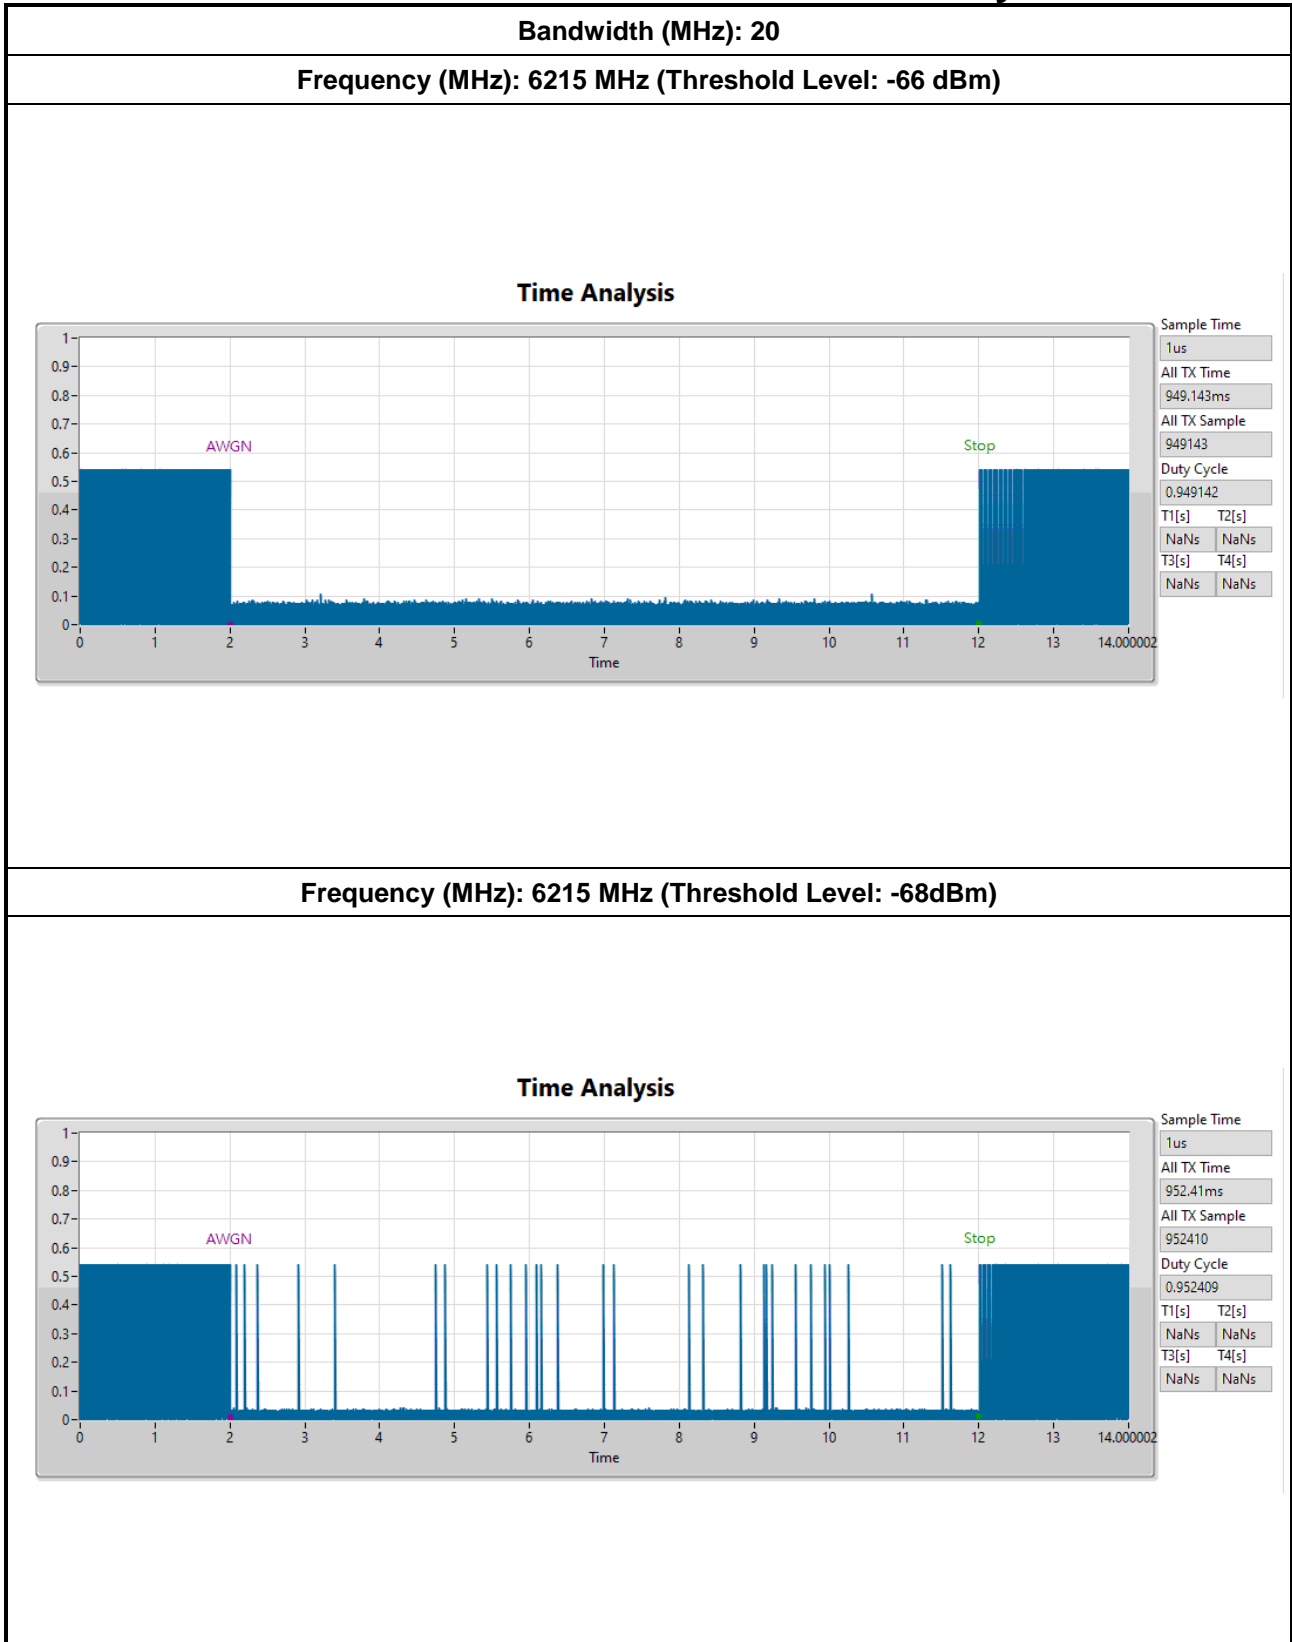 Bandwidth (MHz): 20
Frequency (MHz): 6215 MHz (Threshold Level: -66 dBm)
Time Analysis
Sample Time
1us
All TX Time
949.143ms
All TX Sample
949143
Duty Cycle
0.949142
T1[s] T2[s]
NaNs NaNs
T3[s] T4[s]
NaNs NaNs
1
0.9
0.8
0.7
0.6
0.5
0.4
0.3
0.2
0.1
0
AWGN Stop
0 1 2 3 4 5 6 7 8 9 10 11 12 13 14.000002
Time
Frequency (MHz): 6215 MHz (Threshold Level: -68dBm)
Time Analysis
Sample Time
1us
All TX Time
952.41ms
All TX Sample
952410
Duty Cycle
0.952409
T1[s] T2[s]
NaNs NaNs
T3[s] T4[s]
NaNs NaNs
1
0.9
0.8
0.7
0.6
0.5
0.4
0.3
0.2
0.1
0
AWGN Stop
0 1 2 3 4 5 6 7 8 9 10 11 12 13 14.000002
Time